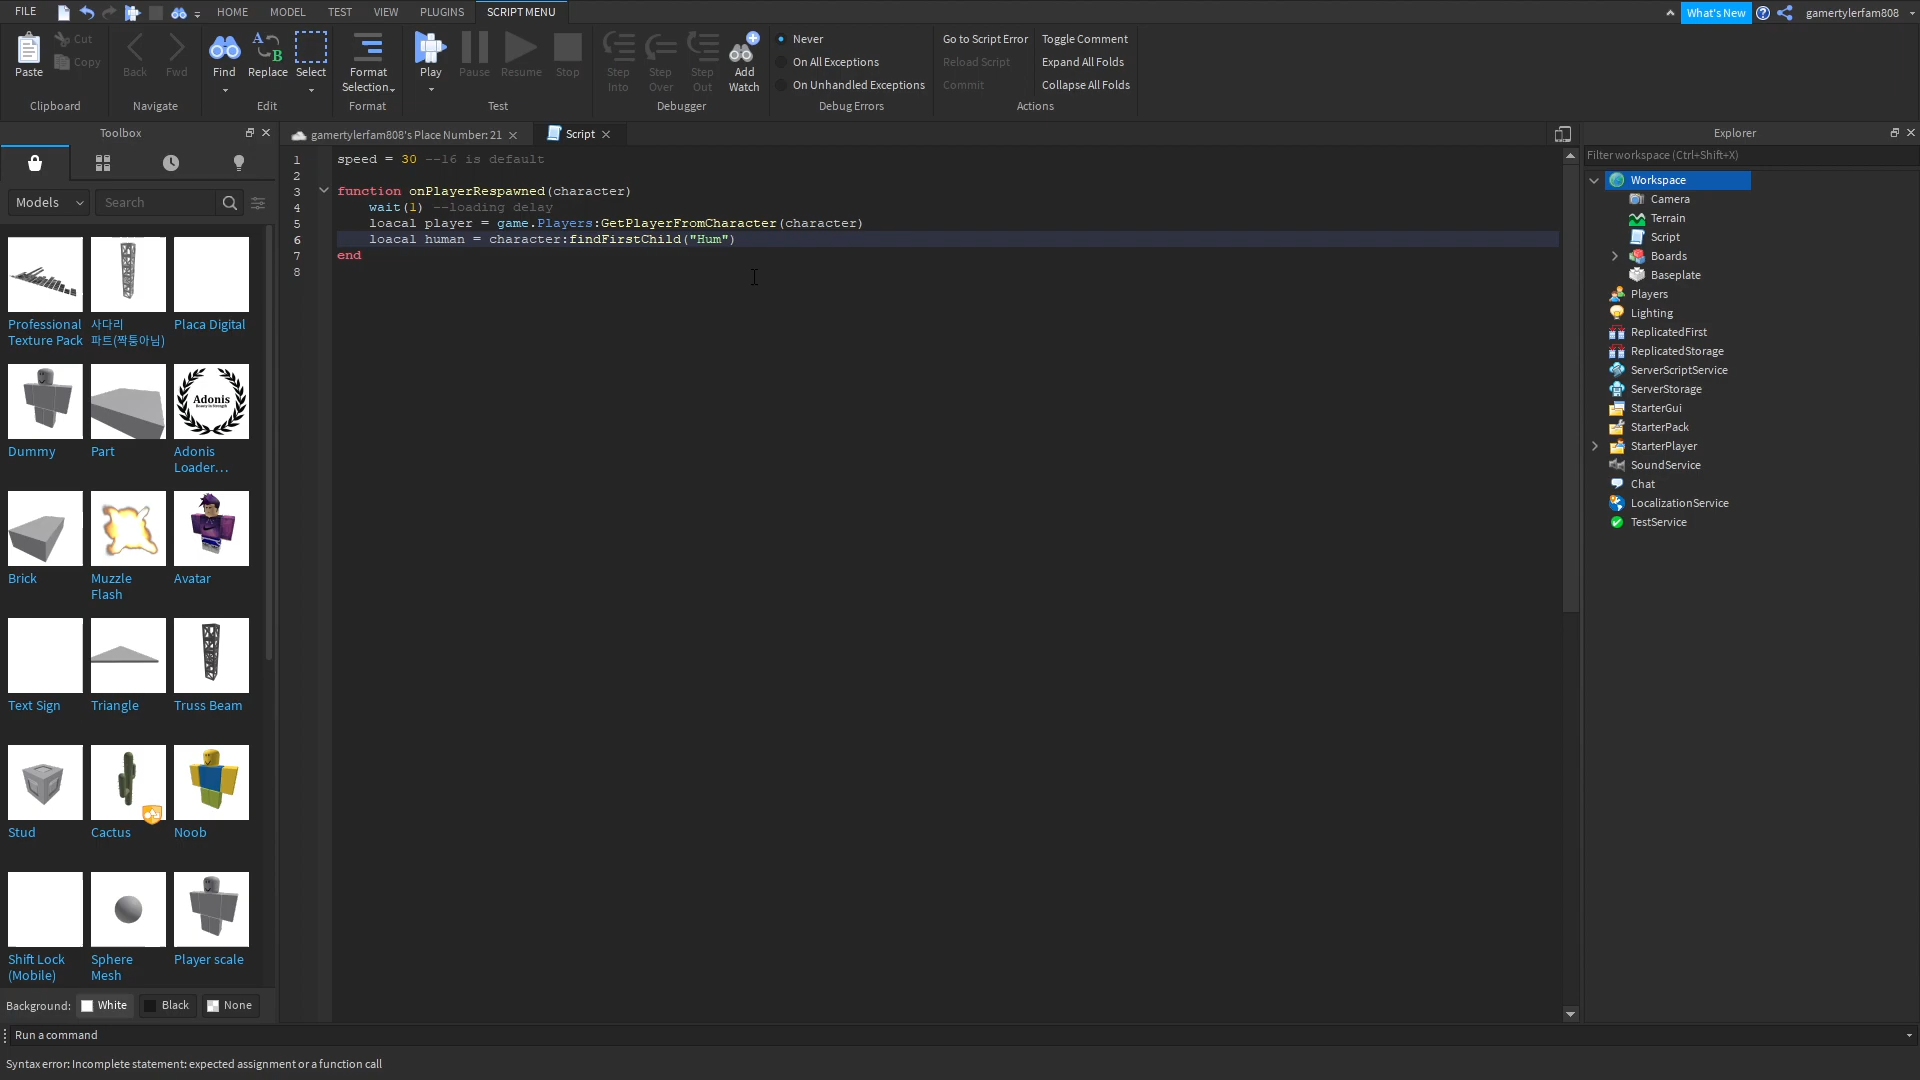 FILE HOME MODEL TEST VIEW PLUGINS SCRIPT MENU What's New gamertylerfam808
Paste Cut Copy Clipboard
Back Fwd Navigate
Find Replace Select Edit
Format Selection Format
Play Pause Resume Stop Test
Step Into Step Over Step Out Add Watch Debugger
Never
On All Exceptions
On Unhandled Exceptions
Debug Errors
Go to Script Error Toggle Comment
Reload Script Expand All Folds
Commit Collapse All Folds
Actions
Toolbox
Models Search
Professional Texture Pack
사다리 파트(짝퉁아님)
Placa Digital
Dummy
Part
Adonis
Adonis Loader...
Brick
Muzzle Flash
Avatar
Text Sign
Triangle
Truss Beam
Stud
Cactus
Noob
Shift Lock (Mobile)
Sphere Mesh
Player scale
Background: White Black None
gamertylerfam808's Place Number: 21
Script
1 speed = 30 --16 is default
2
3 function onPlayerRespawned(character)
4 wait(1) --loading delay
5 loacal player = game.Players:GetPlayerFromCharacter(character)
6 loacal human = character:findFirstChild("Hum")
7 end
8
Explorer
Filter workspace (Ctrl+Shift+X)
Workspace
Camera
Terrain
Script
Boards
Baseplate
Players
Lighting
ReplicatedFirst
ReplicatedStorage
ServerScriptService
ServerStorage
StarterGui
StarterPack
StarterPlayer
SoundService
Chat
LocalizationService
TestService
Run a command
Syntax error: Incomplete statement: expected assignment or a function call